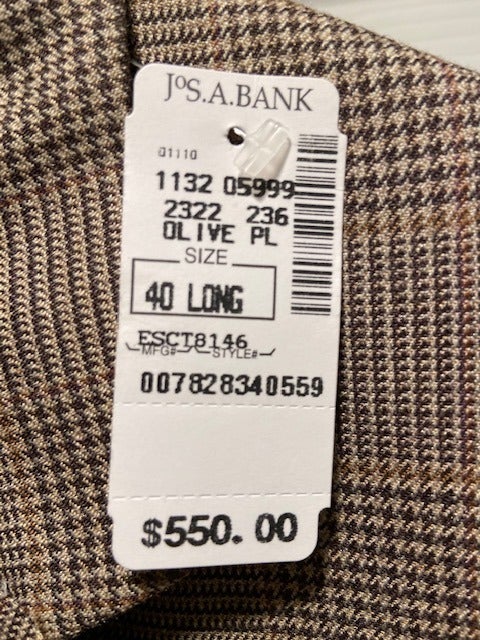 JoS.A.BANK
01110
1132 05999
2322 236
OLIVE PL
SIZE
40 LONG
ESCT8146
MFG# STYLE#
007828340559
$550.00